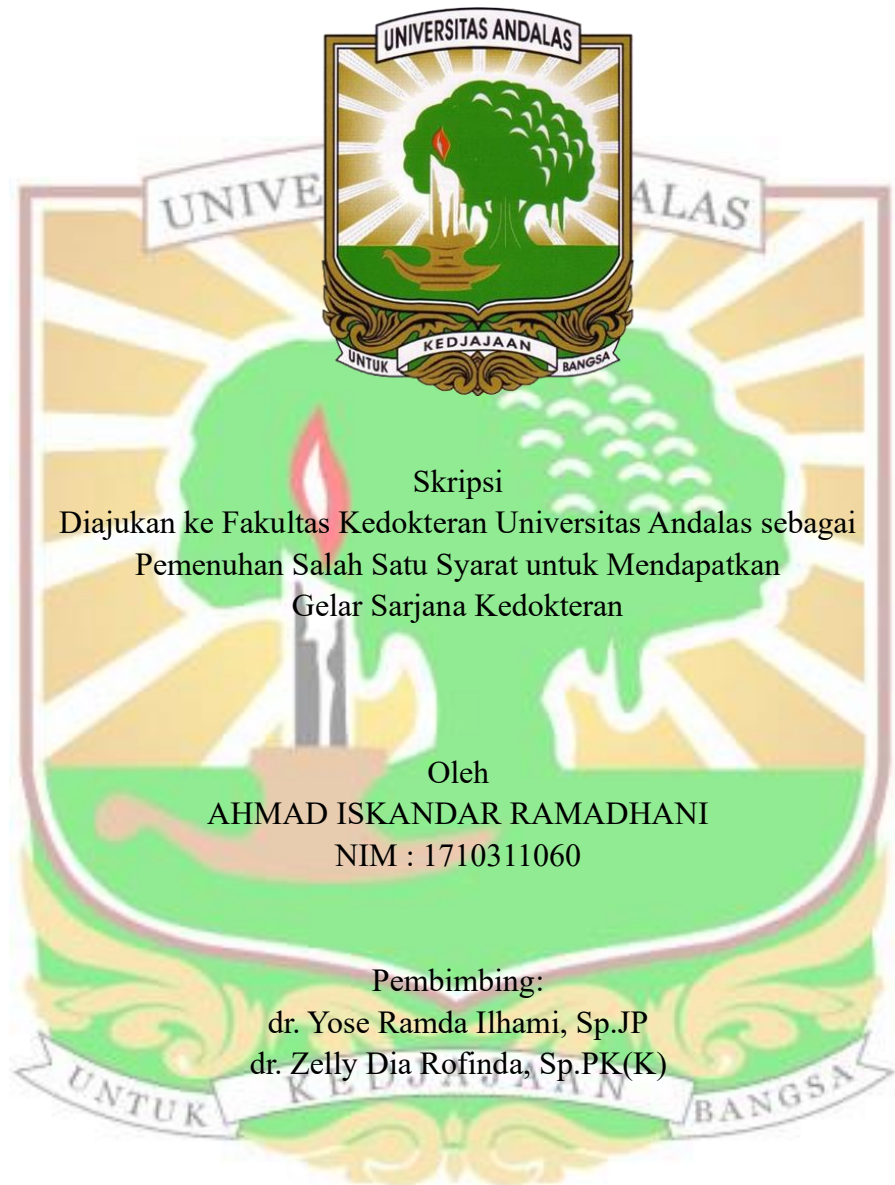 UNIVERSITAS ANDALAS
UNIVE ALAS
UNTUK KEDJAJAAN BANGSA
Skripsi
Diajukan ke Fakultas Kedokteran Universitas Andalas sebagai
Pemenuhan Salah Satu Syarat untuk Mendapatkan
Gelar Sarjana Kedokteran
Oleh
AHMAD ISKANDAR RAMADHANI
NIM : 1710311060
Pembimbing:
dr. Yose Ramda Ilhami, Sp.JP
dr. Zelly Dia Rofinda, Sp.PK(K)
UNTUK KEDJAJAAN BANGSA